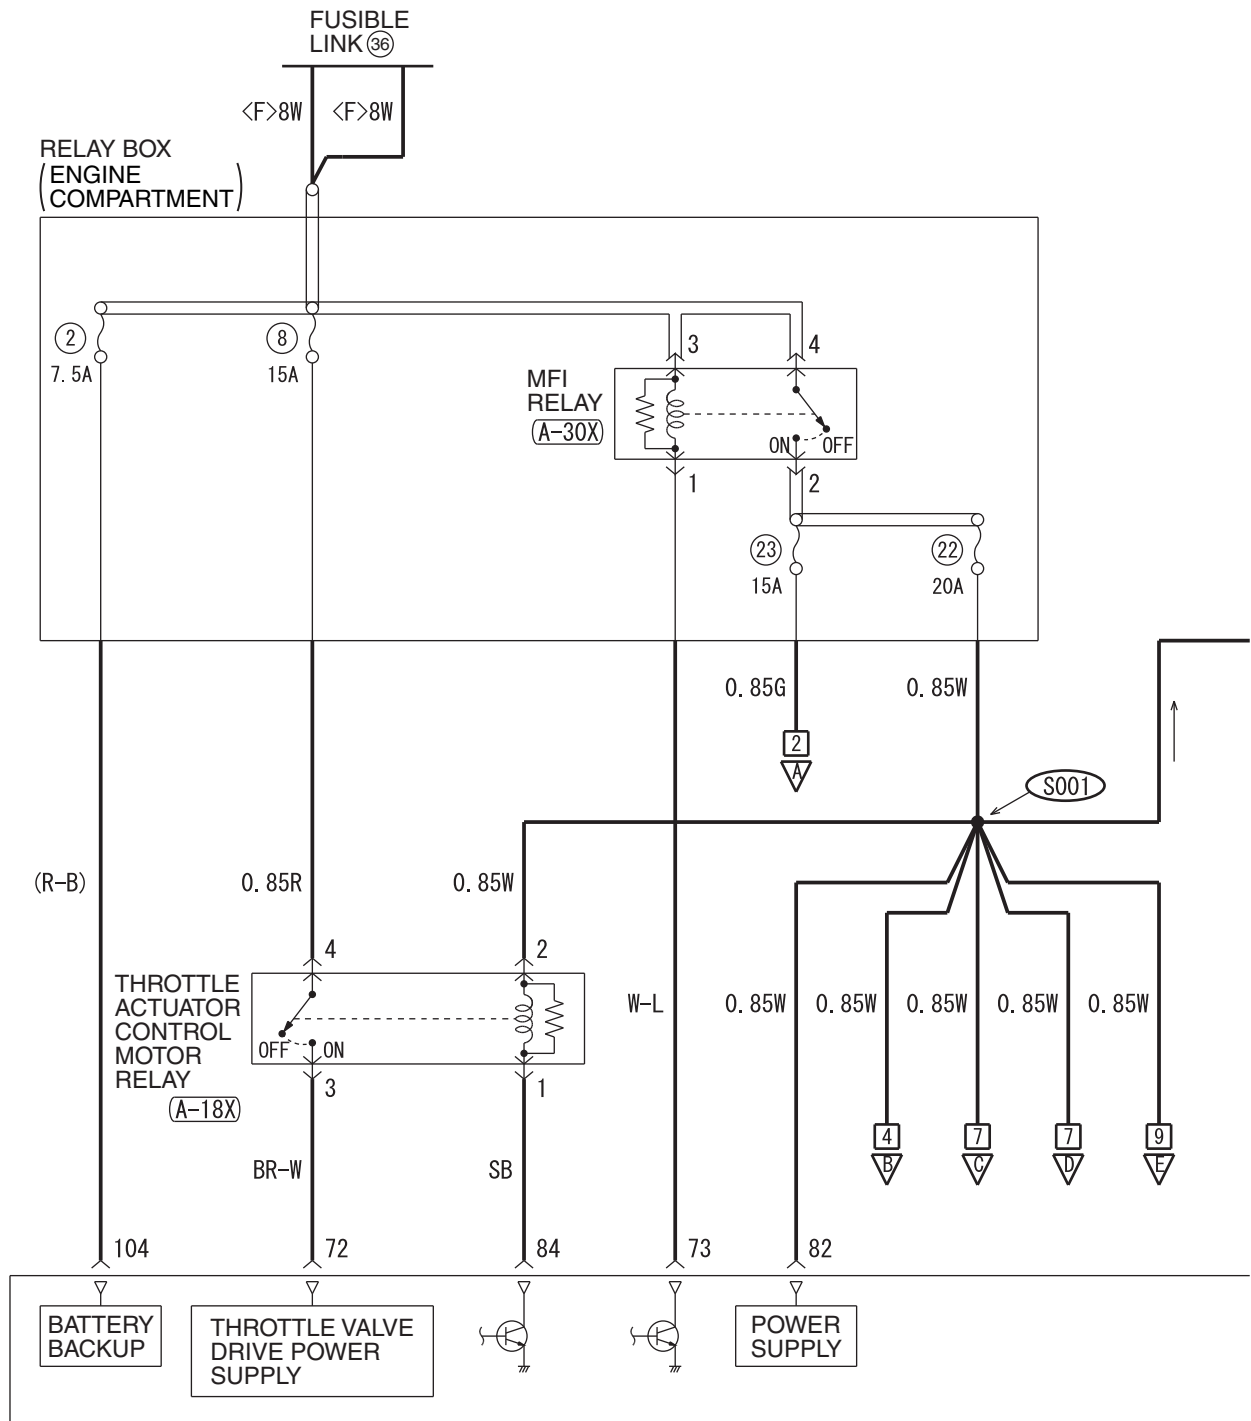 FUSIBLE
LINK 36
<F>8W <F>8W
RELAY BOX
(ENGINE
COMPARTMENT)
2
7.5A
8
15A
3 4
MFI
RELAY
(A-30X)
ON OFF
1 2
23
15A
22
20A
0.85G 0.85W
2
A
S001
(R-B) 0.85R 0.85W
4 2
THROTTLE
ACTUATOR
CONTROL
MOTOR
RELAY
(A-18X)
OFF ON
3 1
W-L 0.85W 0.85W 0.85W 0.85W 0.85W
4 7 7 9
B C D E
BR-W SB
104 72 84 73 82
BATTERY
BACKUP
THROTTLE VALVE
DRIVE POWER
SUPPLY
POWER
SUPPLY